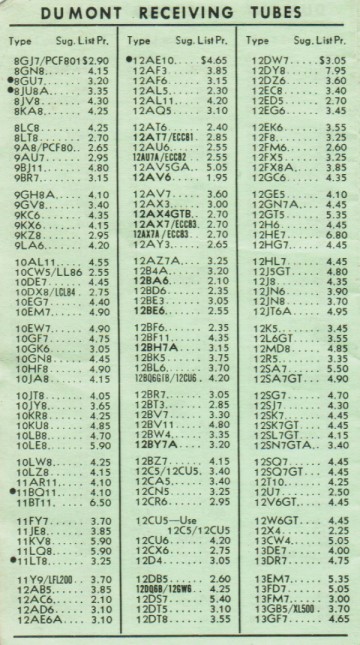 DUMONT RECEIVING TUBES
Type Sug. List Pr.
8GJ7/PCF801 $2.90
8GN8 4.15
●8GU7 3.20
●8JU8A 3.35
8JV8 4.30
8KA8 4.25
8LC8 4.25
8LT8 2.70
9A8/PCF80 2.65
9AU7 2.95
9BJ11 4.80
9BR7 3.15
9GH8A 4.10
9GV8 3.40
9KC6 4.35
9KX6 4.15
9KZ8 2.95
9LA6 4.20
10AL11 4.55
10CW5/LL86 2.55
10DE7 4.45
10DX8/LCL84 2.75
10EG7 4.40
10EM7 4.90
10EW7 4.90
10GF7 4.75
10GK6 3.05
10GN8 4.45
10HF8 4.90
10JA8 4.15
10JT8 4.05
10JY8 3.65
10KR8 4.25
10KU8 4.85
10LB8 4.70
10LE8 5.90
10LW8 4.25
10LZ8 4.15
11AR11 4.10
●11BQ11 4.10
11BT11 6.50
11FY7 3.70
11JE8 3.85
11KV8 5.90
11LQ8 5.90
●11LT8 3.25
11Y9/LFL200 3.70
12AB5 3.85
12AC6 2.10
12AD6 3.10
12AE6A 3.10
Type Sug. List Pr.
●12AE10 $4.65
12AF3 3.85
12AF6 3.15
12AL5 2.30
12AL11 4.20
12AQ5 3.10
12AT6 2.40
12AT7/ECC81 2.85
12AU6 2.55
12AU7A/ECC82 2.55
12AV5GA 5.05
12AV6 1.95
12AV7 3.60
12AX3 3.00
12AX4GTB 2.70
12AX7/ECC83 2.70
12AX7A/ECC83 2.70
12AY3 2.65
12AZ7A 3.25
12B4A 3.20
12BA6 2.10
12BD6 2.35
12BE3 3.05
12BE6 2.55
12BF6 2.35
12BF11 4.35
12BH7A 3.15
12BK5 3.75
12BL6 3.70
12BQ6GTB/12CU6 4.20
12BR7 3.05
12BT3 2.85
12BV7 3.30
12BV11 4.80
12BW4 3.35
12BY7A 3.20
12BZ7 4.15
12C5/12CU5 3.40
12CA5 3.40
12CN5 3.25
12CR6 2.95
12CU5—Use
12C5/12CU5
12CU6 4.20
12CX6 2.75
12D4 3.05
12DB5 2.60
12DQ6B/12GW6 4.25
12DS7 5.40
12DT5 3.10
12DT8 3.55
Type Sug. List Pr.
12DW7 $3.05
12DY8 7.95
12DZ6 3.60
12EC8 3.40
12ED5 2.70
12EG6 3.45
12EK6 3.55
12F8 3.25
12FM6 2.60
12FX5 3.25
12FX8A 3.85
12GC6 4.35
12GE5 4.10
12GN7A 4.45
12GT5 5.35
12H6 4.45
12HE7 6.80
12HG7 4.45
12HL7 4.45
12J5GT 4.80
12J8 4.35
12JN6 3.90
12JN8 3.70
12JT6A 4.95
12K5 3.45
12L6GT 3.55
12MD8 4.85
12R5 3.35
12SA7 5.50
12SA7GT 4.90
12SG7 4.70
12SJ7 4.30
12SK7 4.45
12SK7GT 4.45
12SL7GT 4.15
12SN7GTA 3.40
12SQ7 4.45
12SQ7GT 4.45
12T10 4.25
12U7 2.50
12V6GT 4.45
12W6GT 4.45
12X4 2.25
13CW4 5.05
13DE7 4.00
13DR7 4.75
13EM7 5.35
13FD7 5.05
13FM7 3.00
13GB5/XL500 3.70
13GF7 4.65